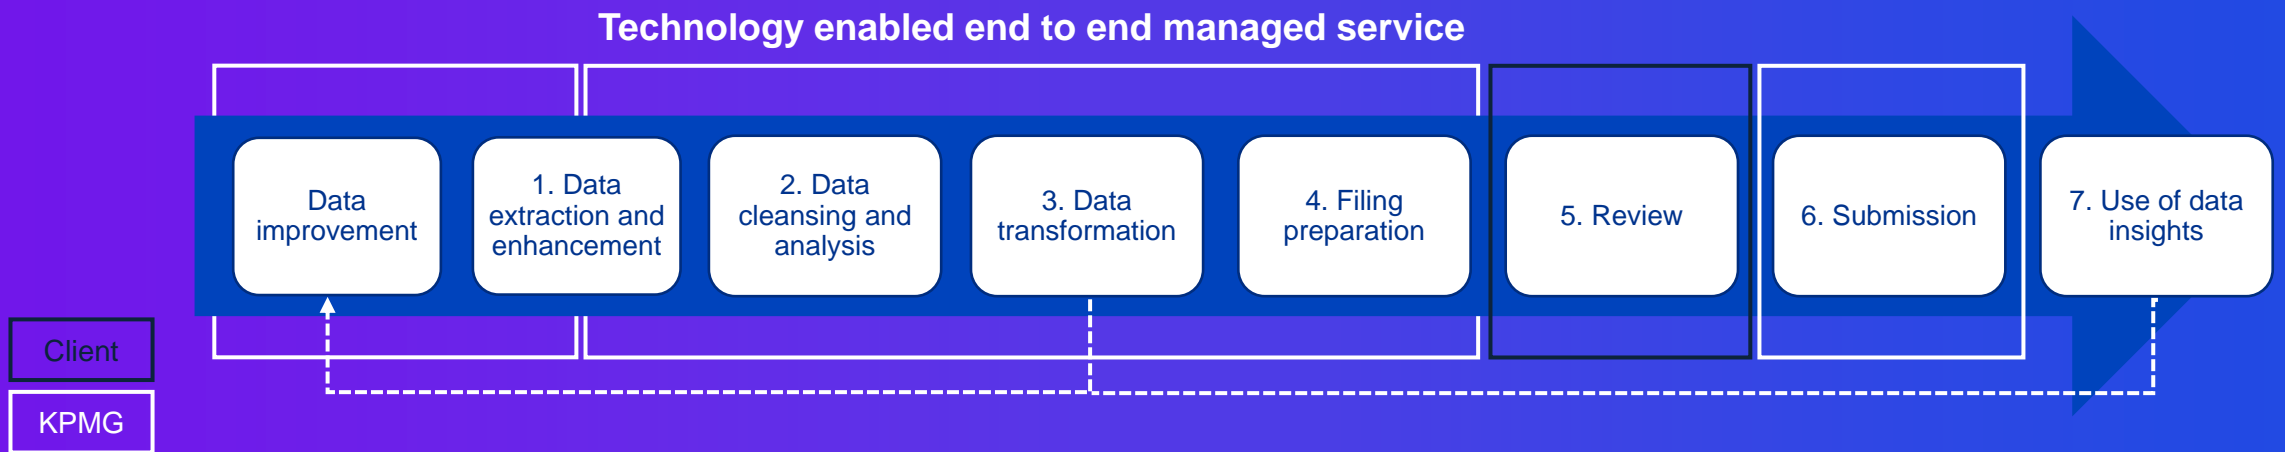 Technology enabled end to end managed service
Data
improvement
1. Data
extraction and
enhancement
2. Data
cleansing and
analysis
3. Data
transformation
4. Filing
preparation
5. Review
6. Submission
7. Use of data
insights
Client
KPMG